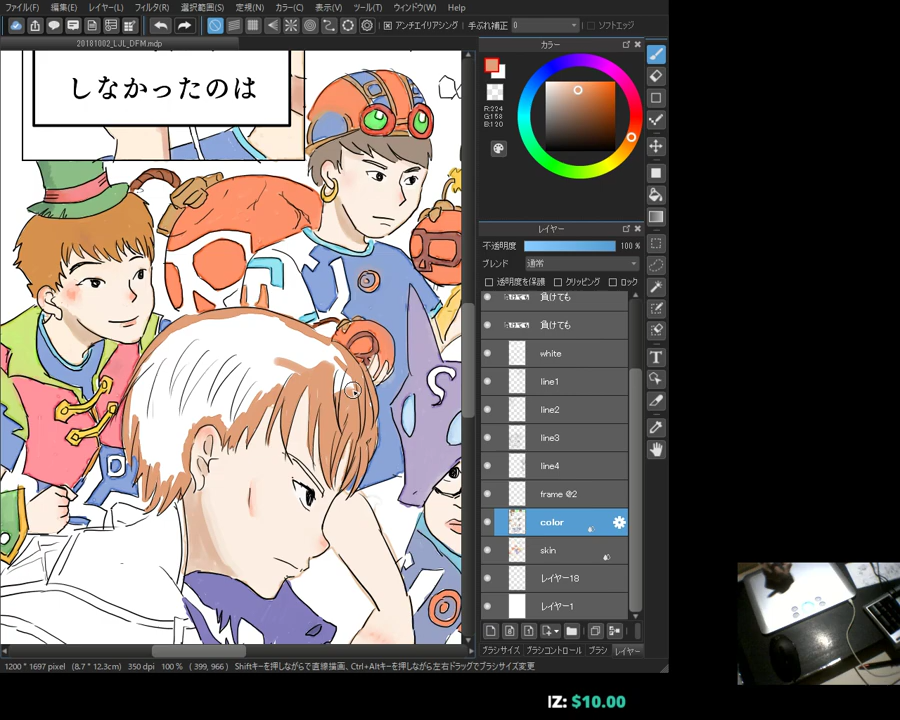 ファイル(F) 編集(E) レイヤー(L) フィルタ(R) 選択範囲(S) 定規(N) カラー(C) 表示(V) ツール(T) ウィンドウ(W) Help
アンチエイリアシング 手ぶれ補正 0 ソフトエッジ
20181002_LJL_DFM.mdp
しなかったのは
カラー
R:224
G:158
B:120
レイヤー
不透明度 100 %
ブレンド 通常
透明度を保護 クリッピング ロック
負けても
負けても
white
line1
line2
line3
line4
frame @2
color
skin
レイヤー18
レイヤー1
ブラシサイズ ブラシコントロール ブラシ レイヤー
1200 * 1697 pixel (8.7 * 12.3cm) 350 dpi 100 % ( 399, 966 ) Shiftキーを押しながらで直線描画、Ctrl+Altキーを押しながら左右ドラッグでブラシサイズ変更
IZ: $10.00